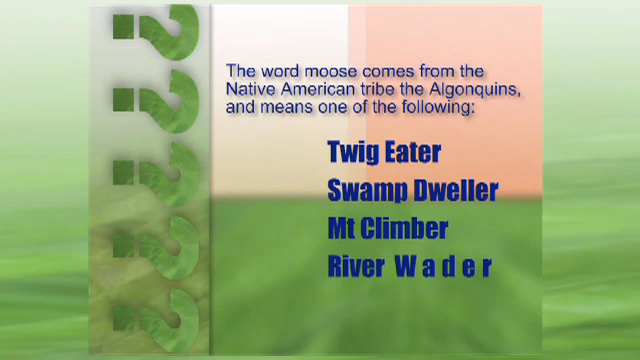 The word moose comes from the
Native American tribe the Algonquins,
and means one of the following:
Twig Eater
Swamp Dweller
Mt Climber
River W a d e r